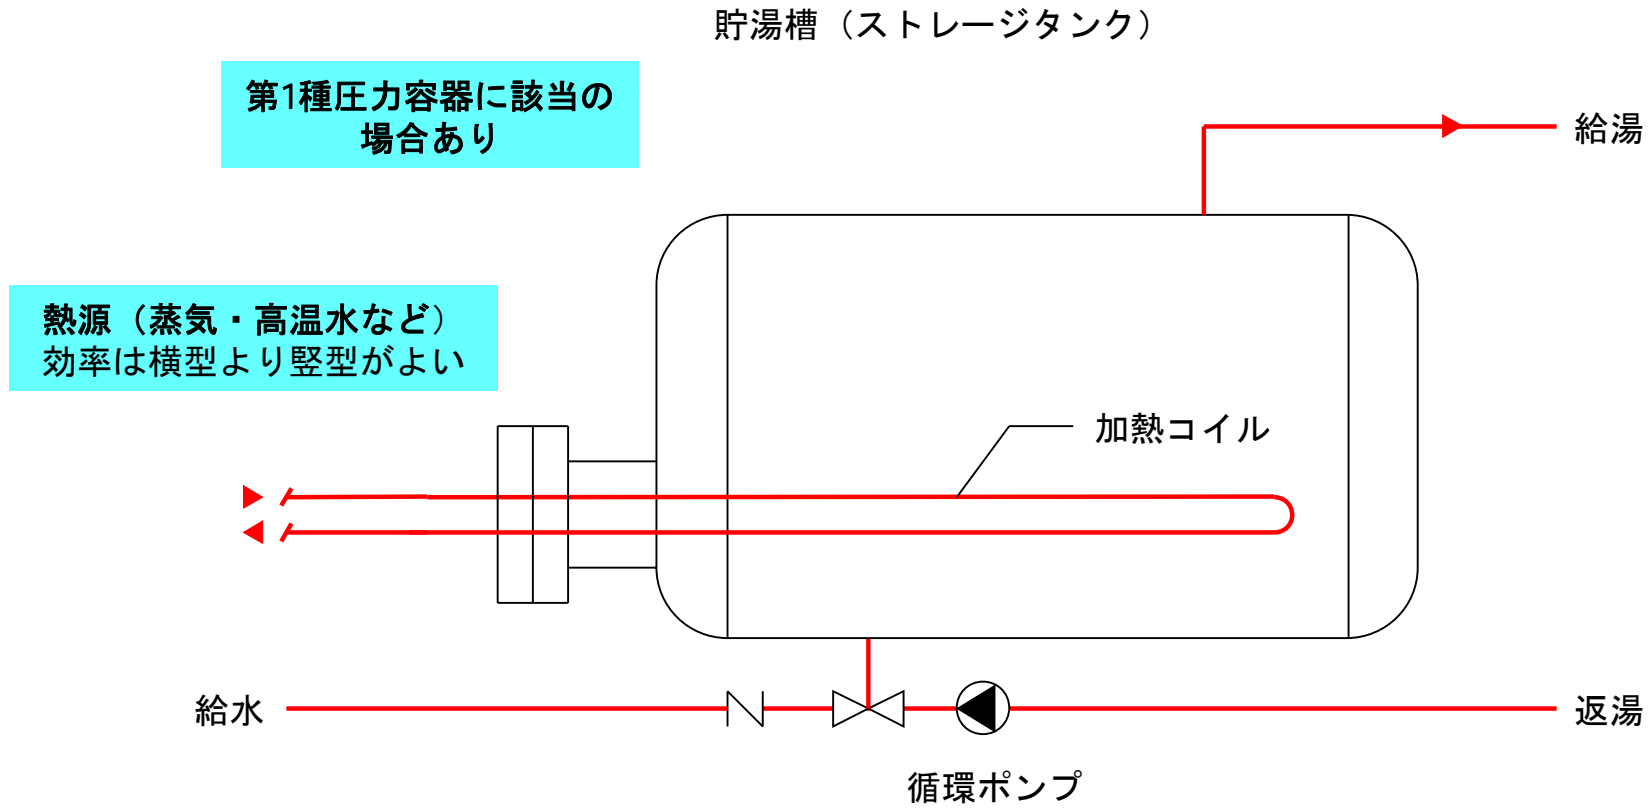 貯湯槽（ストレージタンク）
第1種圧力容器に該当の
場合あり
給湯
熱源（蒸気・高温水など）
効率は横型より竪型がよい
加熱コイル
給水
返湯
循環ポンプ